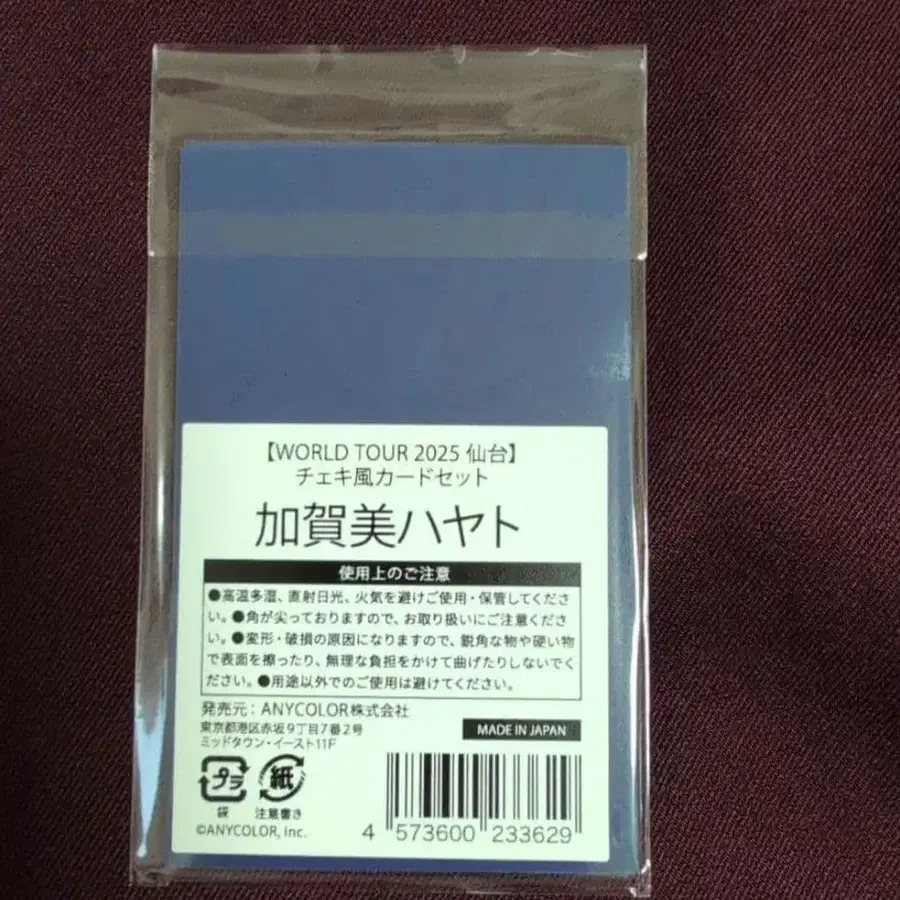 【WORLD TOUR 2025 仙台】
チェキ風カードセット
加賀美ハヤト
使用上のご注意
●高温多湿、直射日光、火気を避けご使用・保管してくださ
い。●角が尖っておりますので、お取り扱いにご注意くださ
い。●変形・破損の原因になりますので、鋭角な物や硬い物
で表面を擦ったり、無理な負担をかけて曲げたりしないでく
ださい。●用途以外でのご使用は避けてください。
発売元：ANYCOLOR株式会社
東京都港区赤坂9丁目7番2号
ミッドタウン・イースト11F
MADE IN JAPAN
プラ
紙
袋
注意書き
©ANYCOLOR, Inc.
4 573600 233629